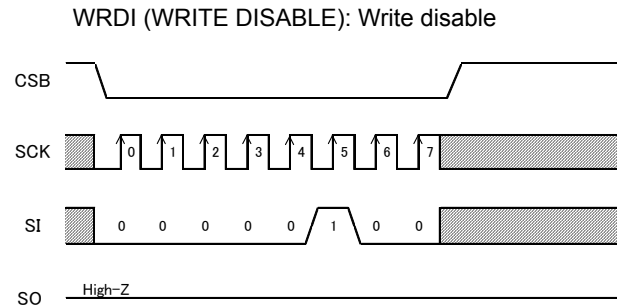 WRDI (WRITE DISABLE): Write disable
CSB
SCK
0 1 2 3 4 5 6 7
SI
0 0 0 0 0 1 0 0
SO
High-Z